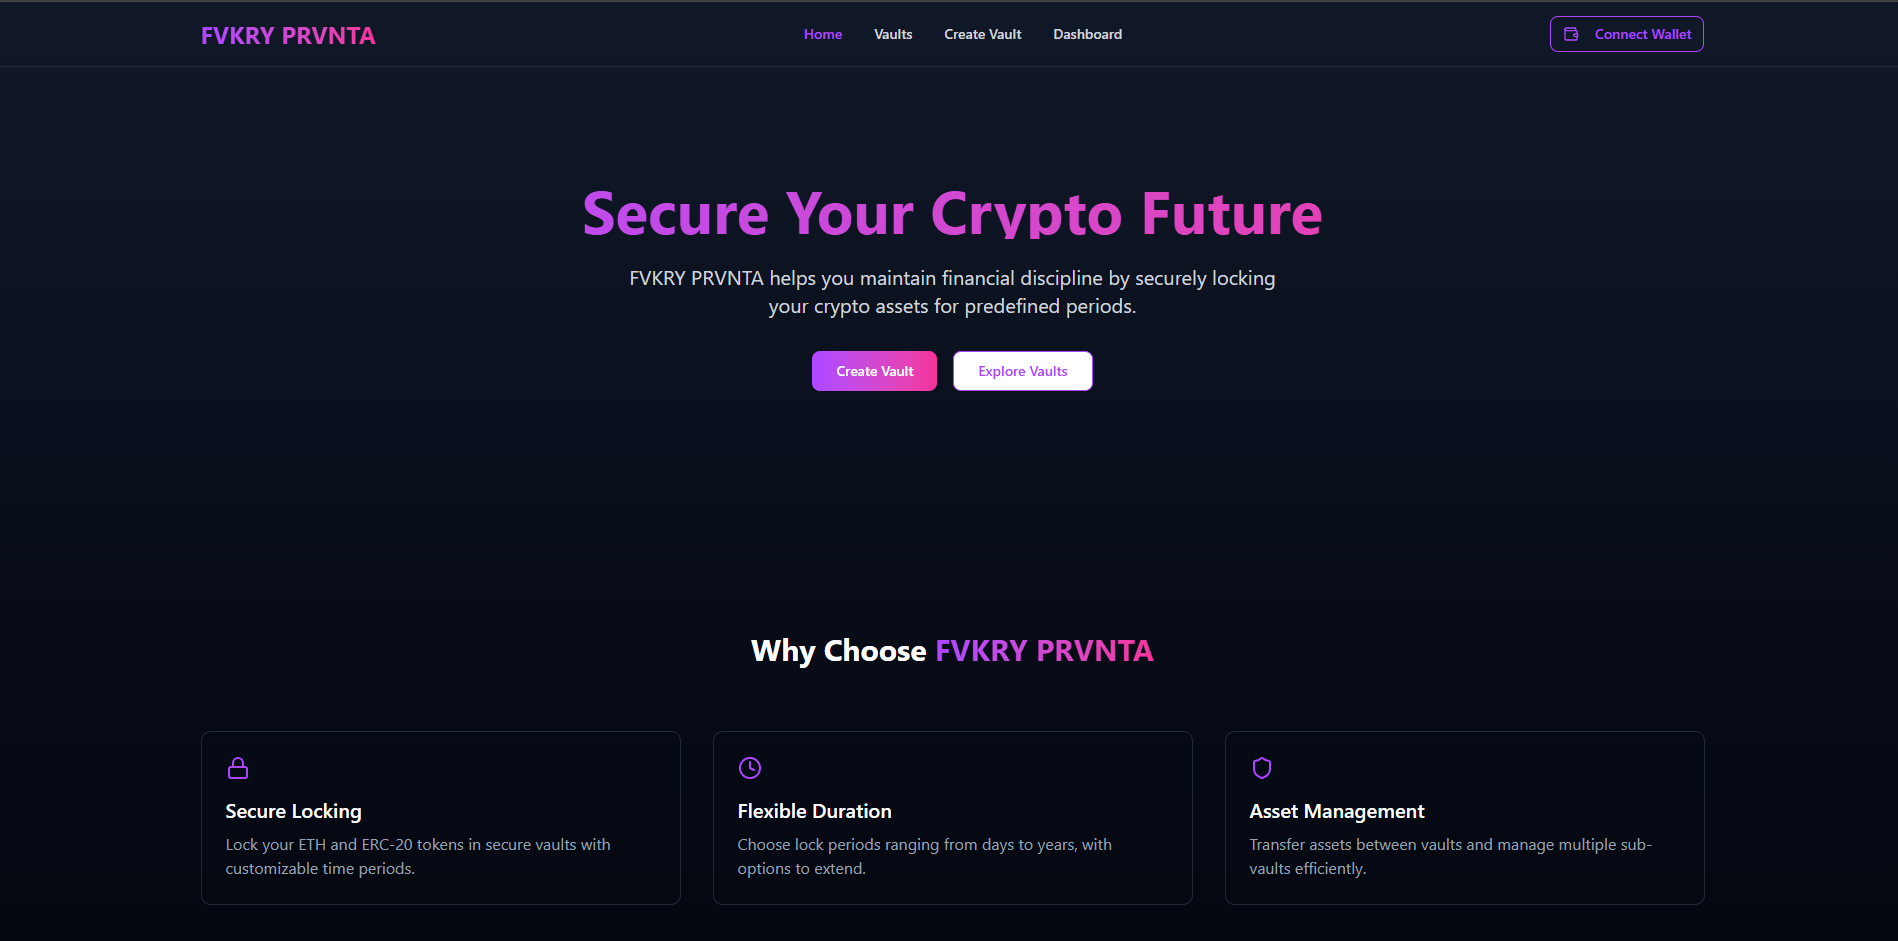 FVKRY PRVNTA
Home
Vaults
Create Vault
Dashboard
Connect Wallet
Secure Your Crypto Future
FVKRY PRVNTA helps you maintain financial discipline by securely locking
your crypto assets for predefined periods.
Create Vault
Explore Vaults
Why Choose FVKRY PRVNTA
Secure Locking
Lock your ETH and ERC-20 tokens in secure vaults with
customizable time periods.
Flexible Duration
Choose lock periods ranging from days to years, with
options to extend.
Asset Management
Transfer assets between vaults and manage multiple sub-
vaults efficiently.